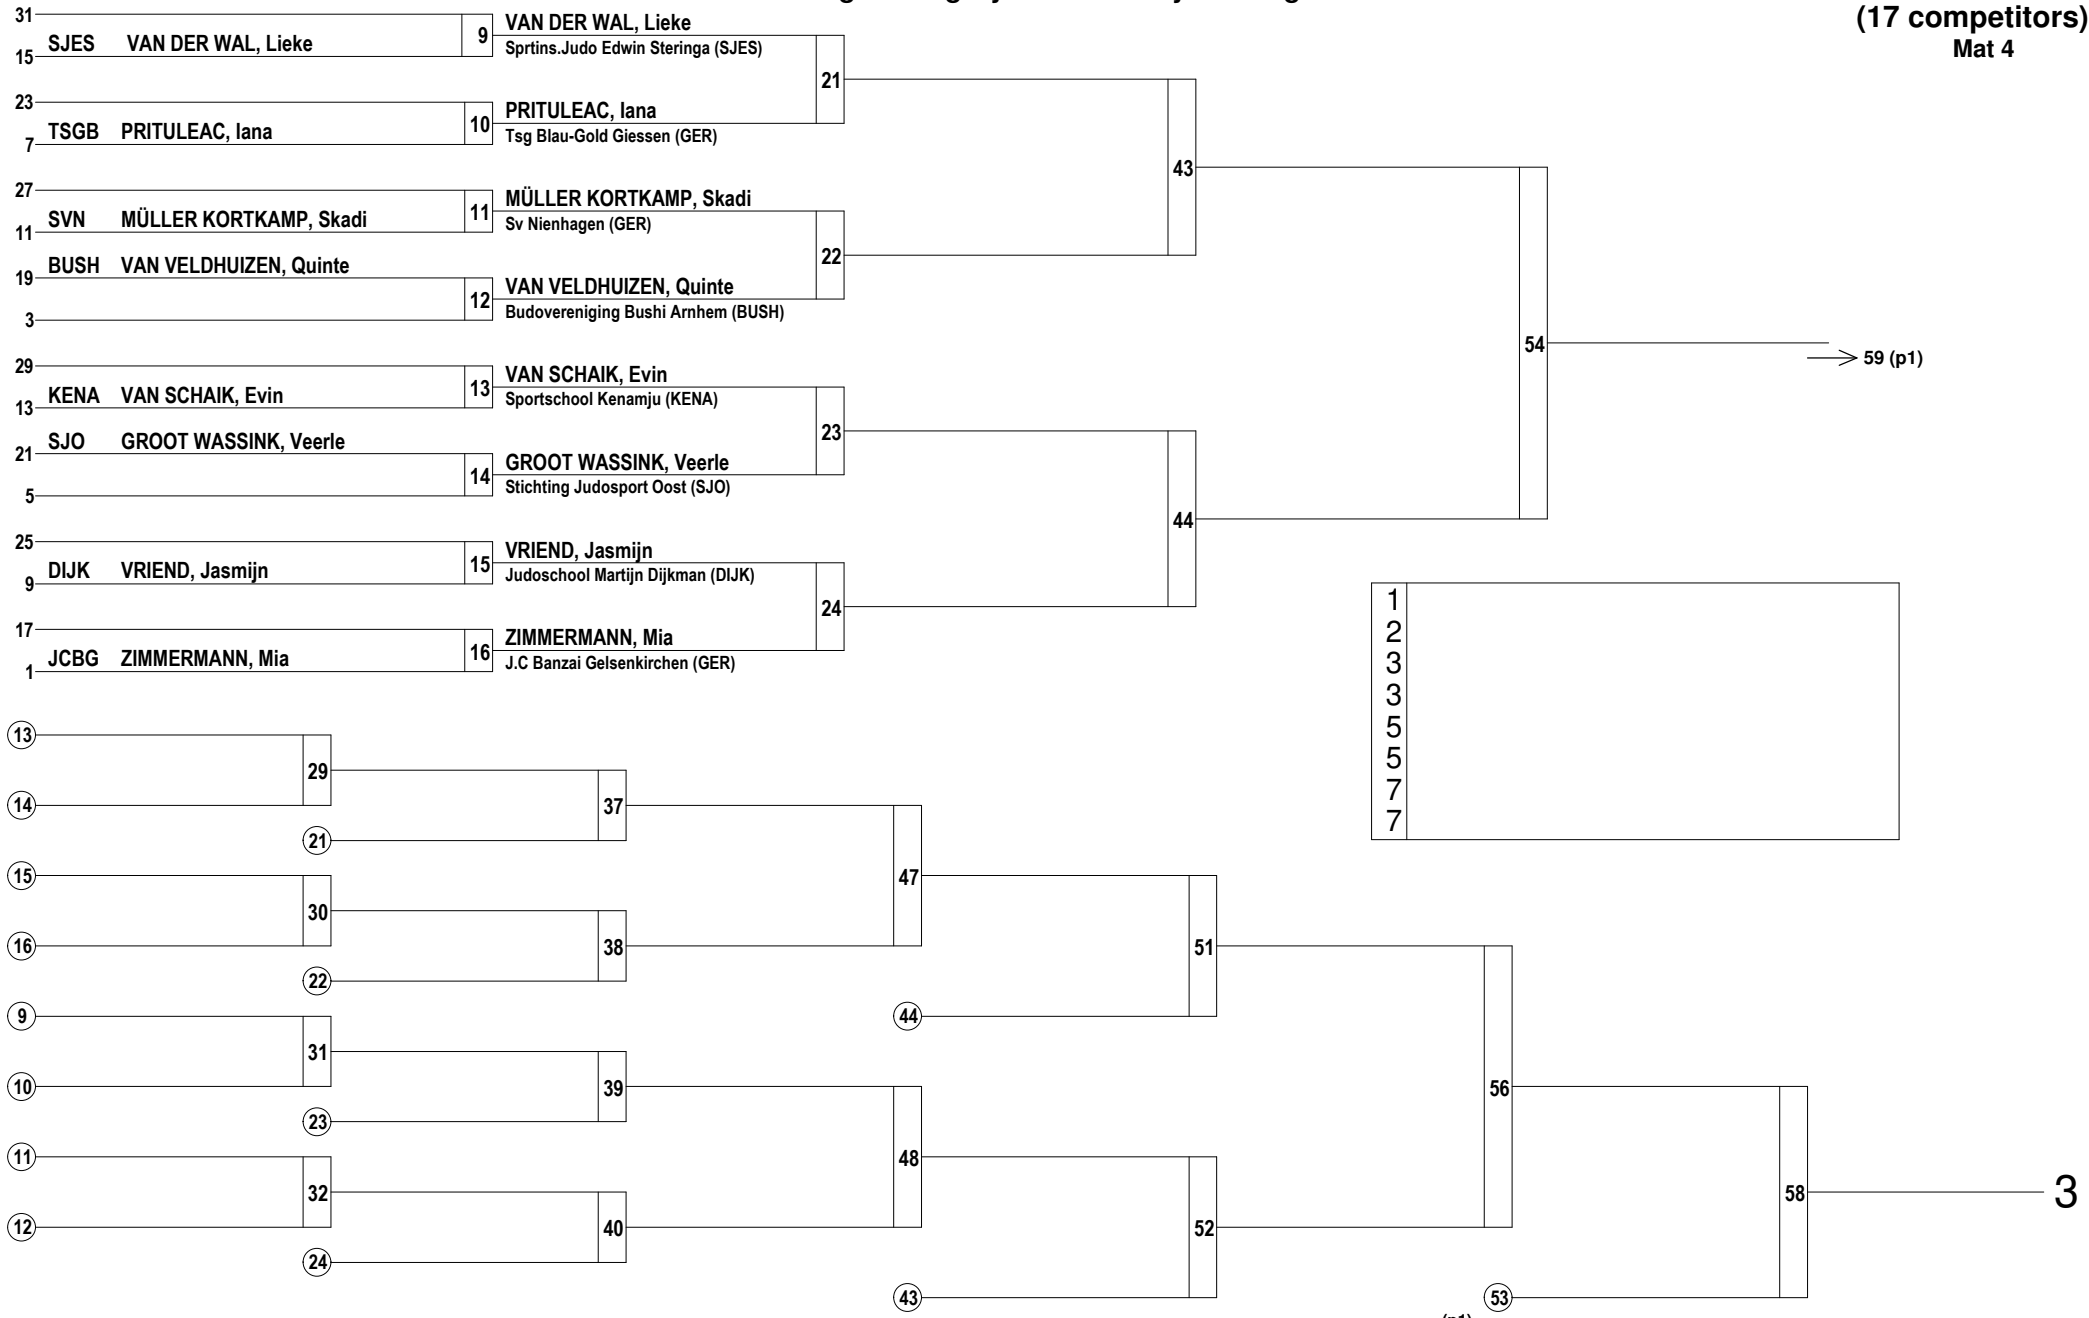 (17 competitors)
Mat 4
31
SJES VAN DER WAL, Lieke
15
9
VAN DER WAL, Lieke
Sprtins.Judo Edwin Steringa (SJES)
21
23
TSGB PRITULEAC, Iana
7
10
PRITULEAC, Iana
Tsg Blau-Gold Giessen (GER)
43
27
SVN MÜLLER KORTKAMP, Skadi
11
11
MÜLLER KORTKAMP, Skadi
Sv Nienhagen (GER)
22
BUSH VAN VELDHUIZEN, Quinte
19
3
12
VAN VELDHUIZEN, Quinte
Budovereniging Bushi Arnhem (BUSH)
54
59 (p1)
29
KENA VAN SCHAIK, Evin
13
13
VAN SCHAIK, Evin
Sportschool Kenamju (KENA)
23
SJO GROOT WASSINK, Veerle
21
5
14
GROOT WASSINK, Veerle
Stichting Judosport Oost (SJO)
44
25
DIJK VRIEND, Jasmijn
9
15
VRIEND, Jasmijn
Judoschool Martijn Dijkman (DIJK)
24
17
JCBG ZIMMERMANN, Mia
1
16
ZIMMERMANN, Mia
J.C Banzai Gelsenkirchen (GER)
1
2
3
3
5
5
7
7
13
29
14
37
21
15
47
30
16
38
51
22
9
44
31
10
39
56
23
11
48
32
58
3
12
40
52
24
43
53